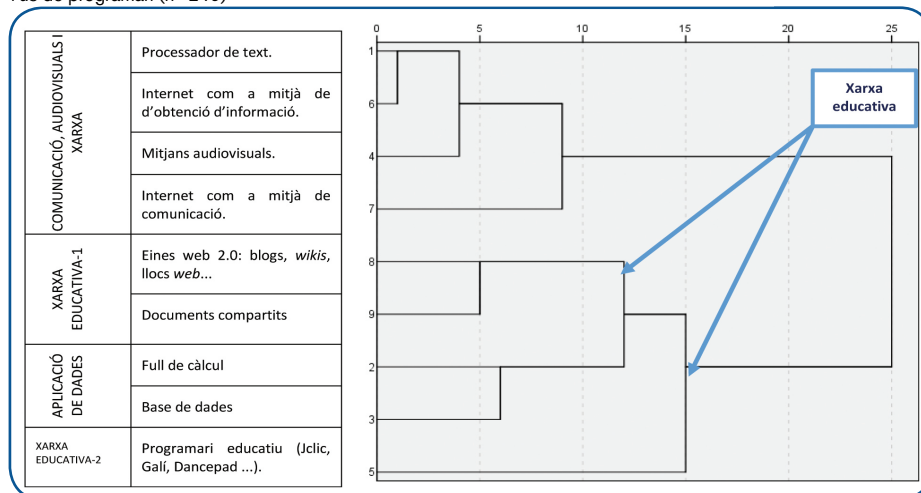 0 5 10 15 20 25
COMUNICACIÓ, AUDIOVISUALS I
XARXA
Processador de text.
Internet com a mitjà de
d'obtenció d'informació.
Mitjans audiovisuals.
Internet com a mitjà de
comunicació.
XARXA
EDUCATIVA-1
Eines web 2.0: blogs, wikis,
llocs web...
Documents compartits
APLICACIÓ
DE DADES
Full de càlcul
Base de dades
XARXA
EDUCATIVA-2
Programari educatiu (Jclic,
Galí, Dancepad ...).
1
6
4
7
8
9
2
3
5
Xarxa
educativa